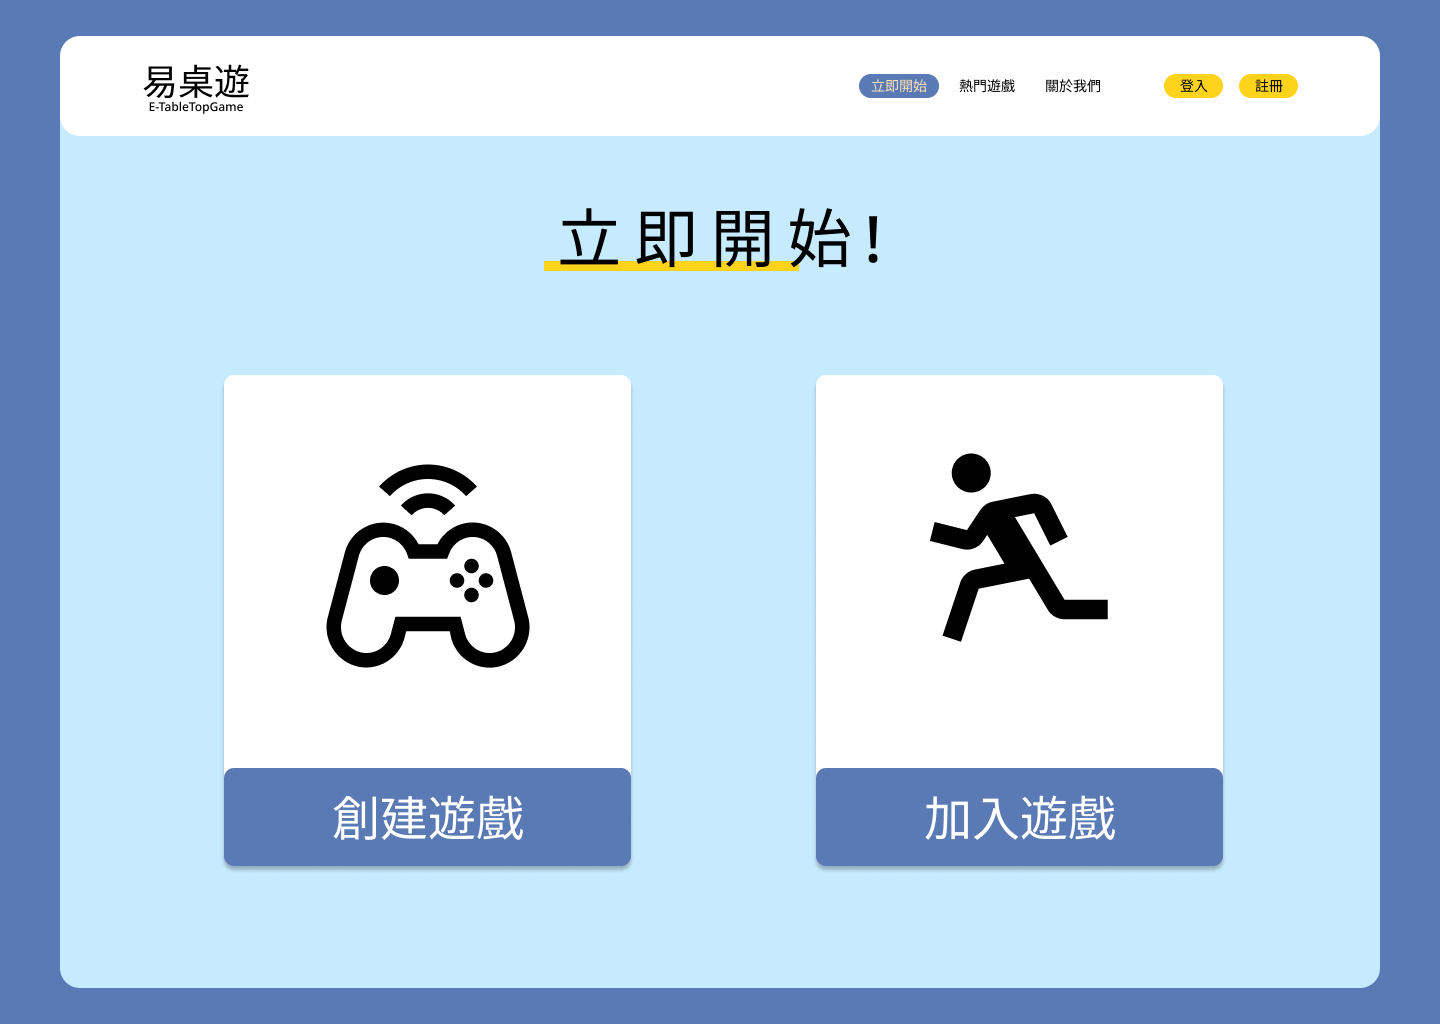 易桌遊
E-TableTopGame
立即開始
熱門遊戲
關於我們
登入
註冊
立即開始!
創建遊戲
加入遊戲